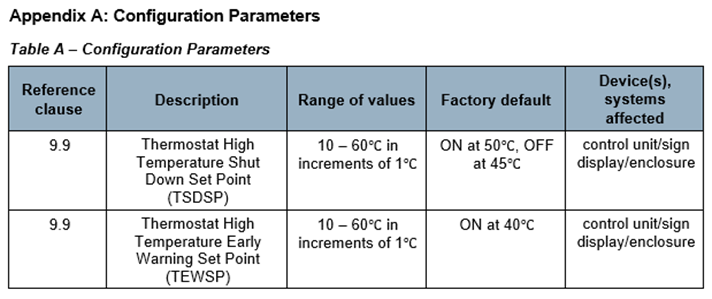 Appendix A: Configuration Parameters
Table A – Configuration Parameters
Reference clause
Description
Range of values
Factory default
Device(s), systems affected
9.9
Thermostat High Temperature Shut Down Set Point (TSDSP)
10 – 60°C in increments of 1°C
ON at 50°C, OFF at 45°C
control unit/sign display/enclosure
9.9
Thermostat High Temperature Early Warning Set Point (TEWSP)
10 – 60°C in increments of 1°C
ON at 40°C
control unit/sign display/enclosure